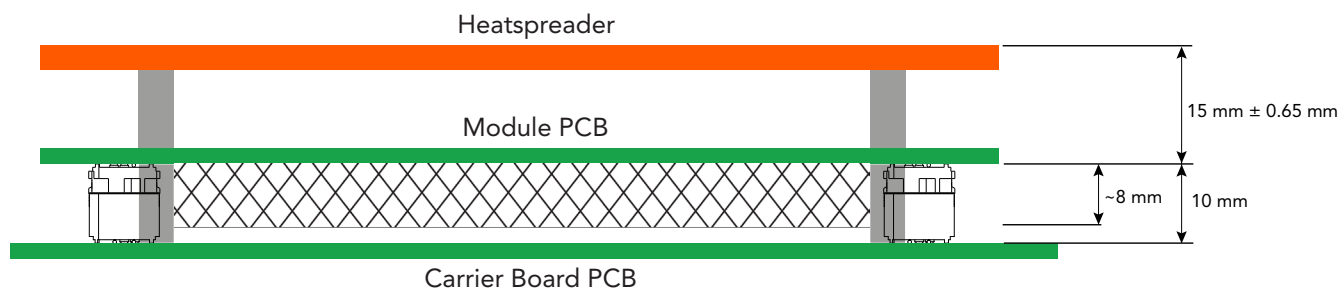 Heatspreader
15 mm ± 0.65 mm
Module PCB
~8 mm
10 mm
Carrier Board PCB